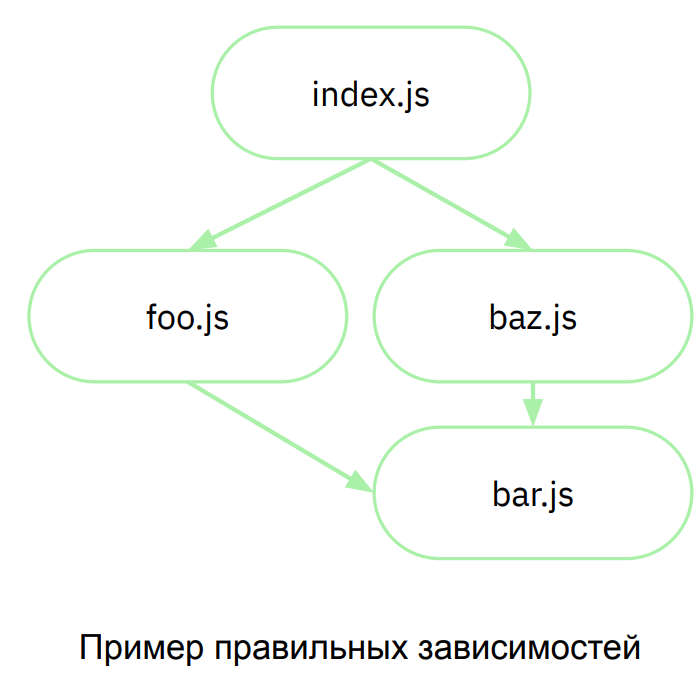 index.js
foo.js
baz.js
bar.js
Пример правильных зависимостей